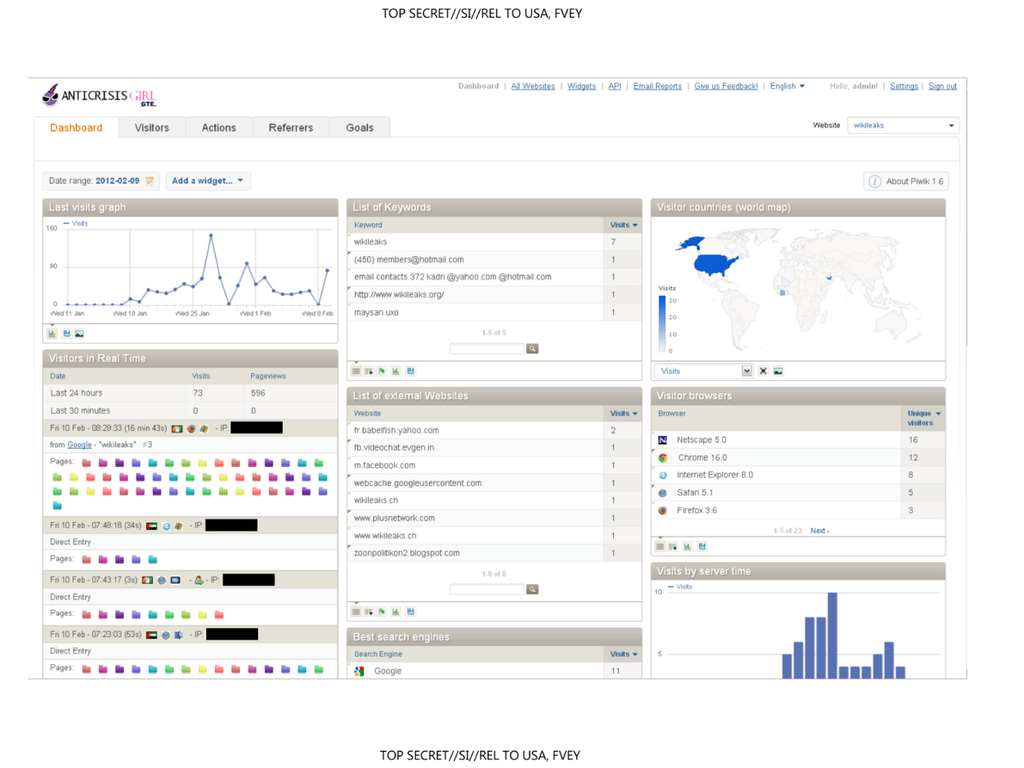 TOP SECRET//SI//REL TO USA, FVEY
ANTICRISIS GIRL
GTE.
Dashboard | All Websites | Widgets | API | Email Reports | Give us Feedback! | English Hello, admin! | Settings | Sign out
Dashboard Visitors Actions Referrers Goals
Website wikileaks
Date range: 2012-02-09 Add a widget...
About Piwik 1.6
Last visits graph
Visits
160
80
0
Wed 11 Jan Wed 18 Jan Wed 25 Jan Wed 1 Feb Wed 8 Feb
Visitors in Real Time
Date Visits Pageviews
Last 24 hours 73 596
Last 30 minutes 0 0
Fri 10 Feb - 08:29:33 (16 min 43s) - IP:
from Google - "wikileaks" #3
Pages:
Fri 10 Feb - 07:48:18 (34s) - IP:
Direct Entry
Pages:
Fri 10 Feb - 07:43:17 (3s) - - IP:
Direct Entry
Pages:
Fri 10 Feb - 07:23:03 (53s) - IP:
Direct Entry
Pages:
List of Keywords
Keyword Visits
wikileaks 7
(450) members@hotmail.com 1
email contacts 372 kadri @yahoo.com @hotmail.com 1
http://www.wikileaks.org/ 1
maysan uxo 1
1-5 of 5
List of external Websites
Website Visits
fr.babelfish.yahoo.com 2
fb.videochat.evgen.in 1
m.facebook.com 1
webcache.googleusercontent.com 1
wikileaks.ch 1
www.plusnetwork.com 1
www.wikileaks.ch 1
zoonpolitikon2.blogspot.com 1
1-8 of 8
Best search engines
Search Engine Visits
Google 11
Visitor countries (world map)
Visits
30
20
10
0
Visits
Visitor browsers
Browser Unique visitors
Netscape 5.0 16
Chrome 16.0 12
Internet Explorer 8.0 8
Safari 5.1 5
Firefox 3.6 3
1-5 of 22 Next ›
Visits by server time
Visits
10
5
TOP SECRET//SI//REL TO USA, FVEY